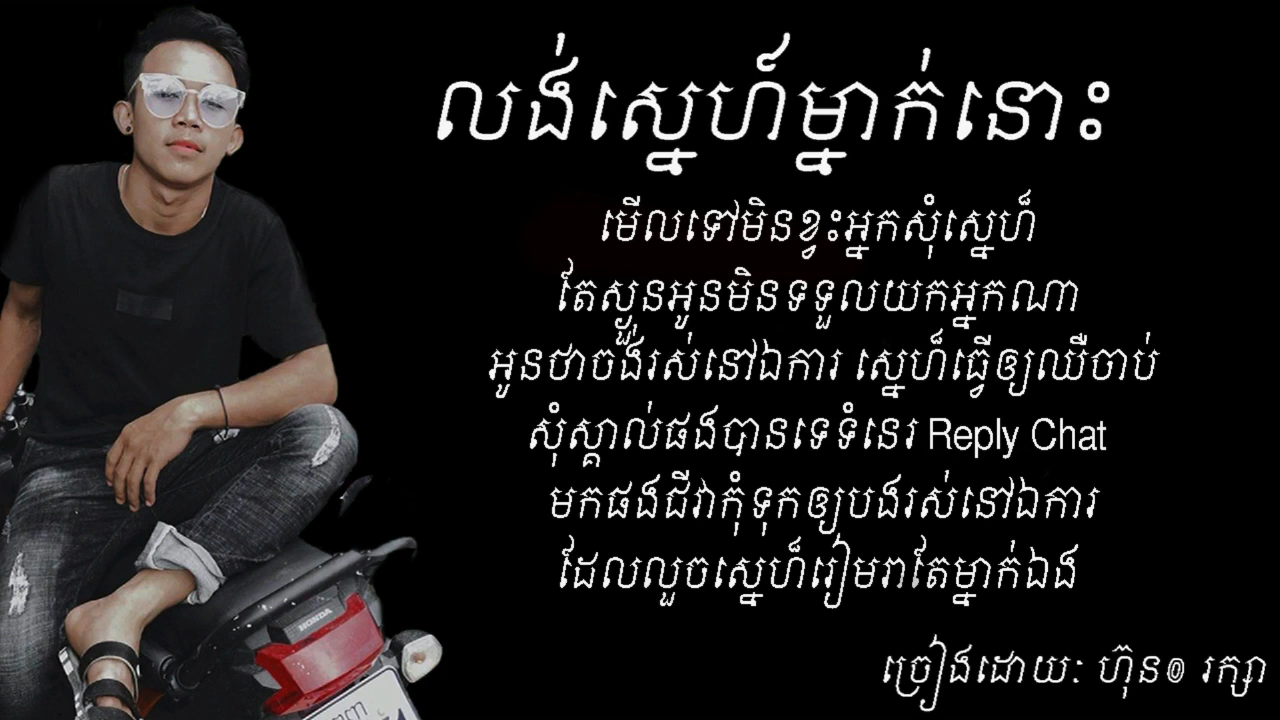 លង់ស្នេហ៍ម្នាក់នោះ
មើលទៅមិនខ្វះអ្នកសុំស្នេហ៍
តែស្ងួនអូនមិនទទួលយកអ្នកណា
អូនថាចង់រស់នៅឯការ ស្នេហ៍ធ្វើឲ្យឈឺចាប់
សុំស្គាល់ផងបានទេទំនេរ Reply Chat
មកផងជីវាកុំទុកឲ្យបងរស់នៅឯការ
ដែលលួចស្នេហ៍រៀមរាតែម្នាក់ឯង
ច្រៀងដោយៈ ហ៊ុន៙ រក្សា
HONDA